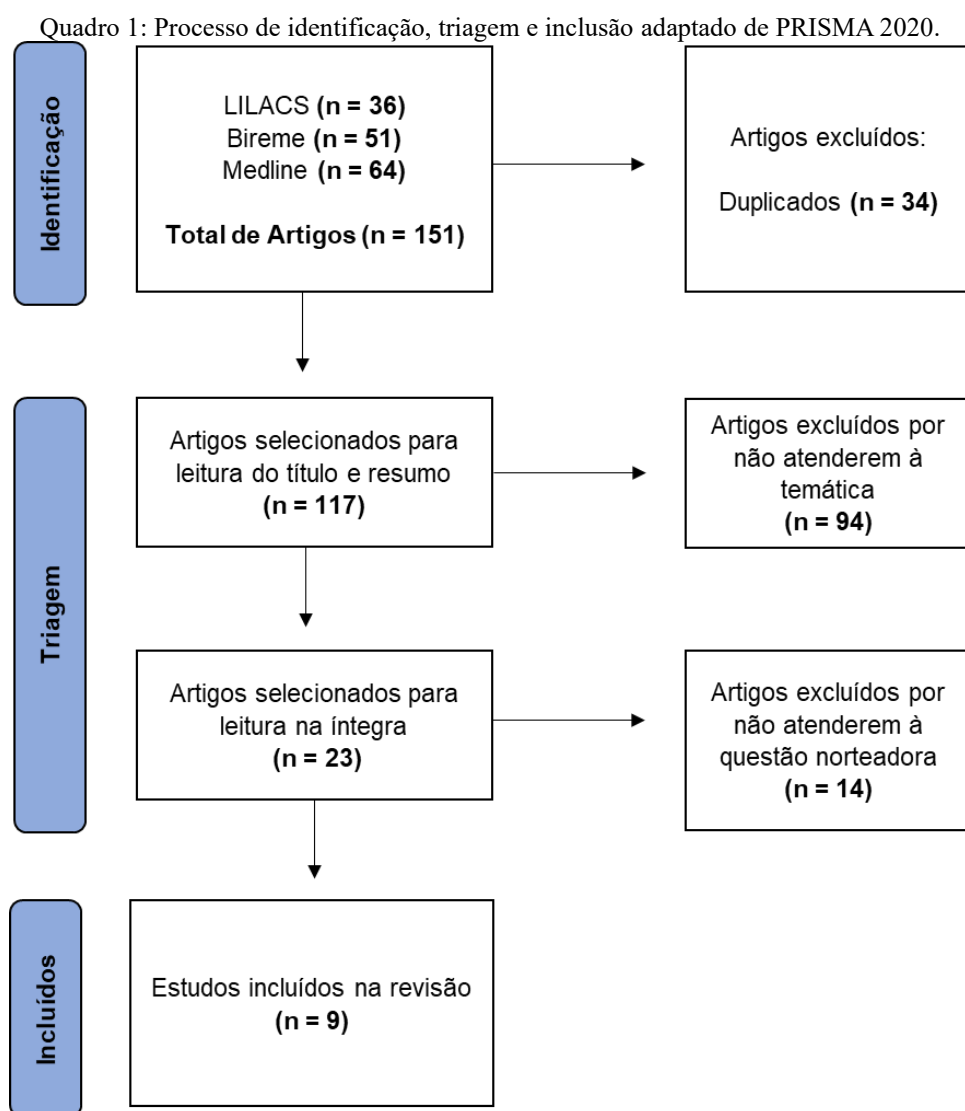 Quadro 1: Processo de identificação, triagem e inclusão adaptado de PRISMA 2020.
Identificação
LILACS (n = 36)
Bireme (n = 51)
Medline (n = 64)
Total de Artigos (n = 151)
Artigos excluídos:
Duplicados (n = 34)
Triagem
Artigos selecionados para
leitura do título e resumo
(n = 117)
Artigos excluídos por
não atenderem à
temática
(n = 94)
Artigos selecionados para
leitura na íntegra
(n = 23)
Artigos excluídos por
não atenderem à
questão norteadora
(n = 14)
Incluídos
Estudos incluídos na revisão
(n = 9)